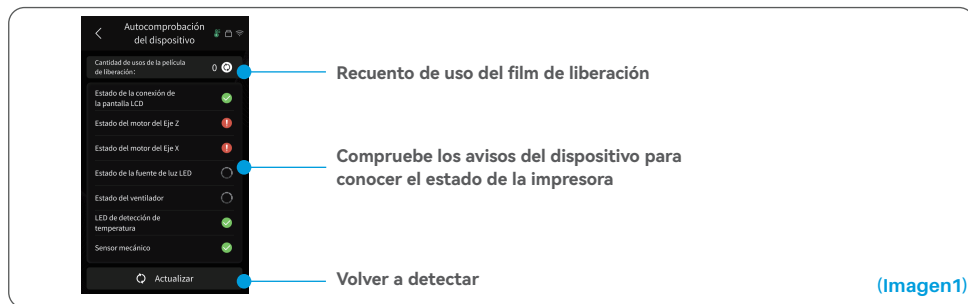 Autocomprobación
del dispositivo
Cantidad de usos de la película
de liberación:
0
Recuento de uso del film de liberación
Estado de la conexión de
la pantalla LCD
Estado del motor del Eje Z
Estado del motor del Eje X
Compruebe los avisos del dispositivo para
conocer el estado de la impresora
Estado de la fuente de luz LED
Estado del ventilador
LED de detección de
temperatura
Sensor mecánico
Actualizar
Volver a detectar
(Imagen1)